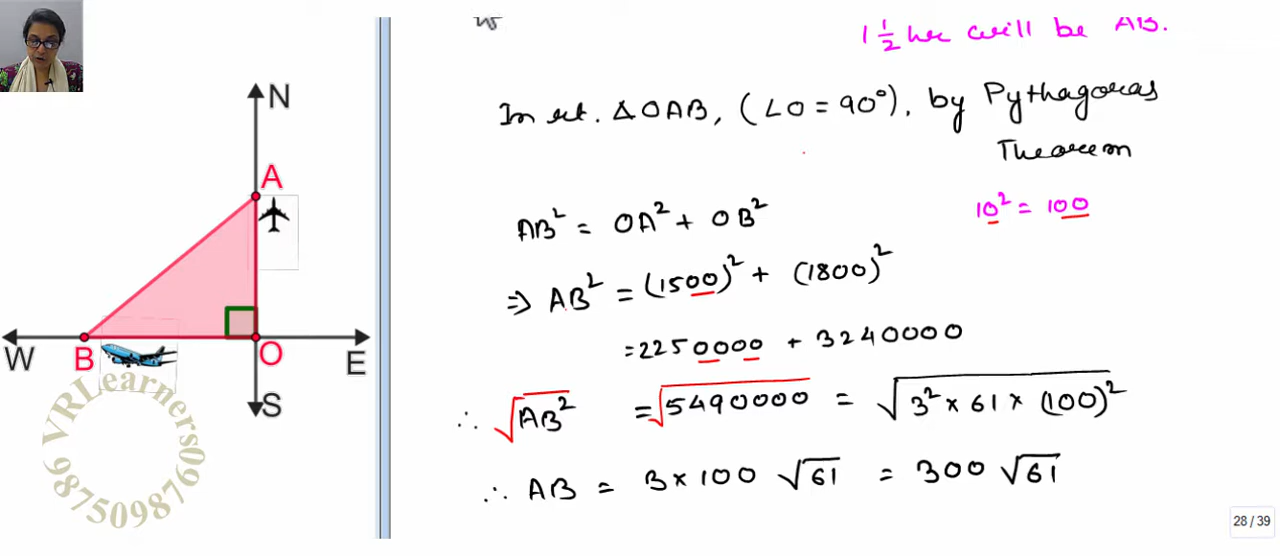 1 1/2 hrs will be AB.
In rt. ΔOAB, (∠O = 90°), by Pythagoras
Theorem
10² = 100
AB² = OA² + OB²
⇒ AB² = (1500)² + (1800)²
= 2250000 + 3240000
∴ √AB² = √5490000 = √3² × 61 × (100)²
∴ AB = 3 × 100 √61 = 300 √61
N
A
W
B
O
E
S
VRLearners09
9875098760
28 / 39